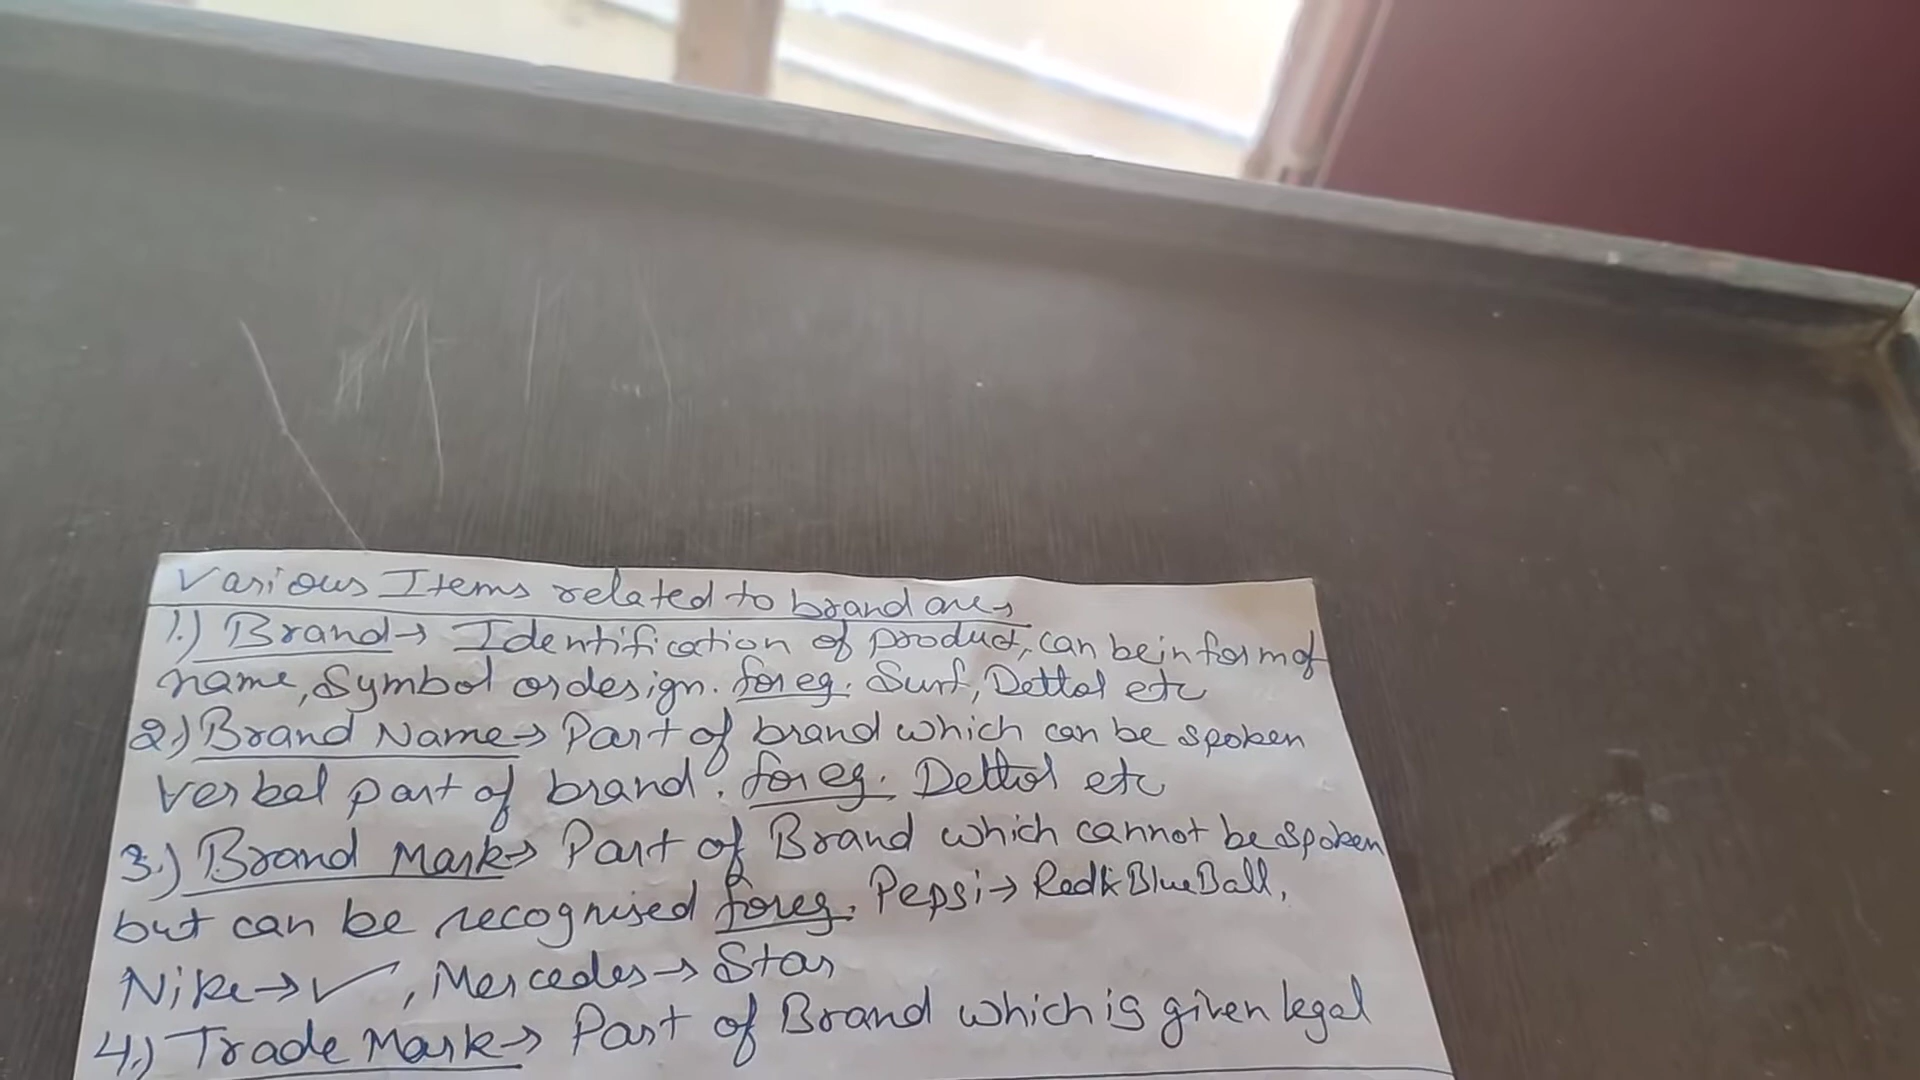 Various Items related to brand are→
1.) Brand→ Identification of product, can be in form of
name, Symbol or design. for eg. Surf, Dettol etc
2.) Brand Name→ Part of brand which can be spoken
Verbal part of brand. for eg. Dettol etc
3.) Brand Mark→ Part of Brand which cannot be spoken
but can be recognised for eg. Pepsi→ Red & Blue Ball,
Nike→ ✓, Mercedes→ Star
4.) Trade Mark→ Part of Brand which is given legal